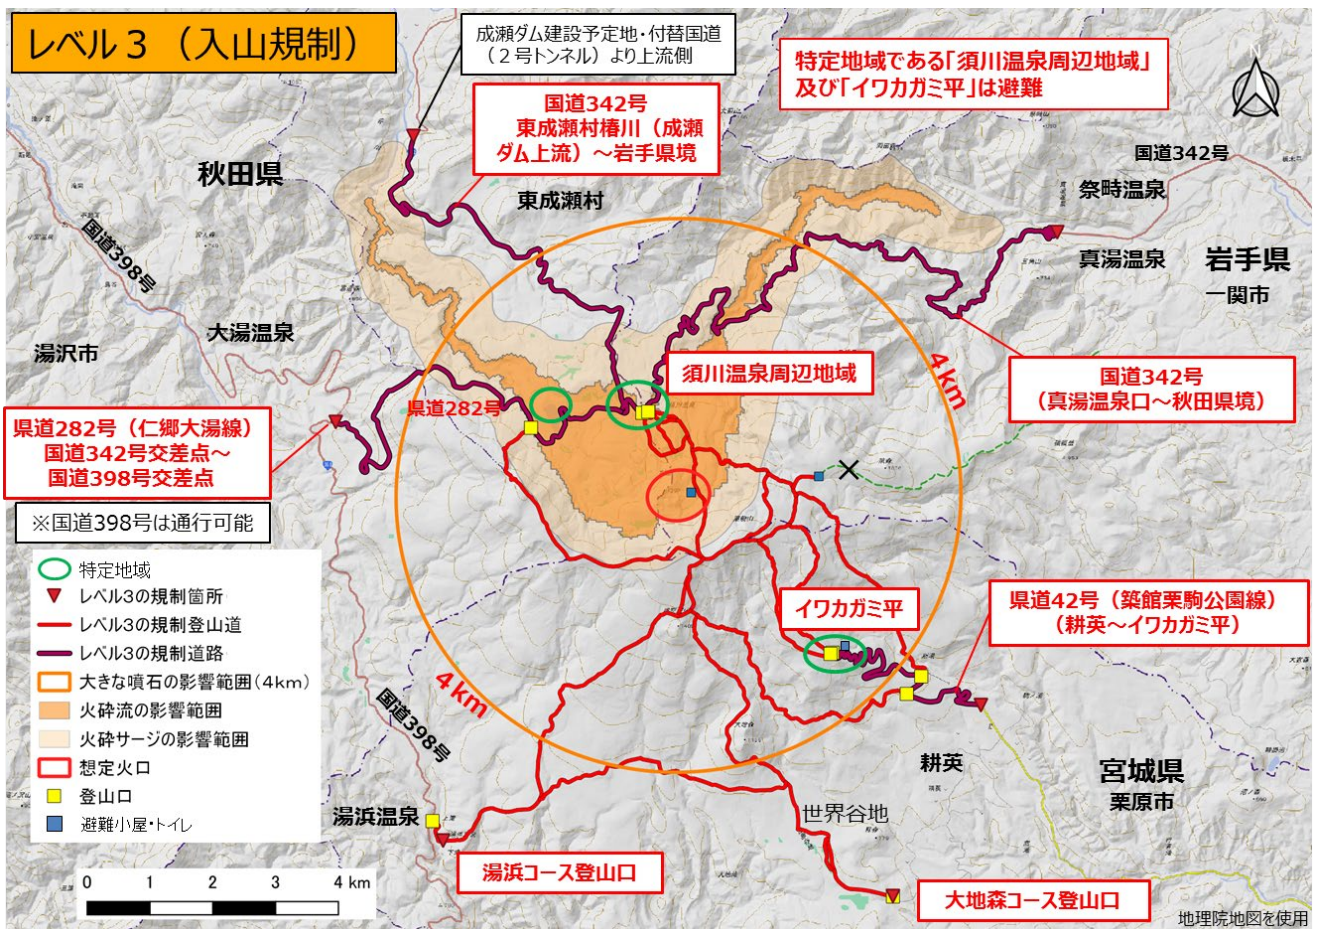 レベル３（入山規制）
成瀬ダム建設予定地・付替国道
（２号トンネル）より上流側
特定地域である「須川温泉周辺地域」
及び「イワカガミ平」は避難
N
国道342号
東成瀬村椿川（成瀬
ダム上流）～岩手県境
国道342号
祭畤温泉
秋田県
東成瀬村
国道398号
真湯温泉
岩手県
一関市
大湯温泉
湯沢市
須川温泉周辺地域
4km
国道342号
（真湯温泉口～秋田県境）
県道282号
県道282号（仁郷大湯線）
国道342号交差点～
国道398号交差点
※国道398号は通行可能
特定地域
レベル3の規制箇所
レベル3の規制登山道
レベル3の規制道路
大きな噴石の影響範囲（4km）
火砕流の影響範囲
火砕サージの影響範囲
想定火口
登山口
避難小屋・トイレ
イワカガミ平
県道42号（築館栗駒公園線）
（耕英～イワカガミ平）
4km
国道398号
耕英
宮城県
栗原市
湯浜温泉
世界谷地
湯浜コース登山口
大地森コース登山口
0 1 2 3 4 km
地理院地図を使用